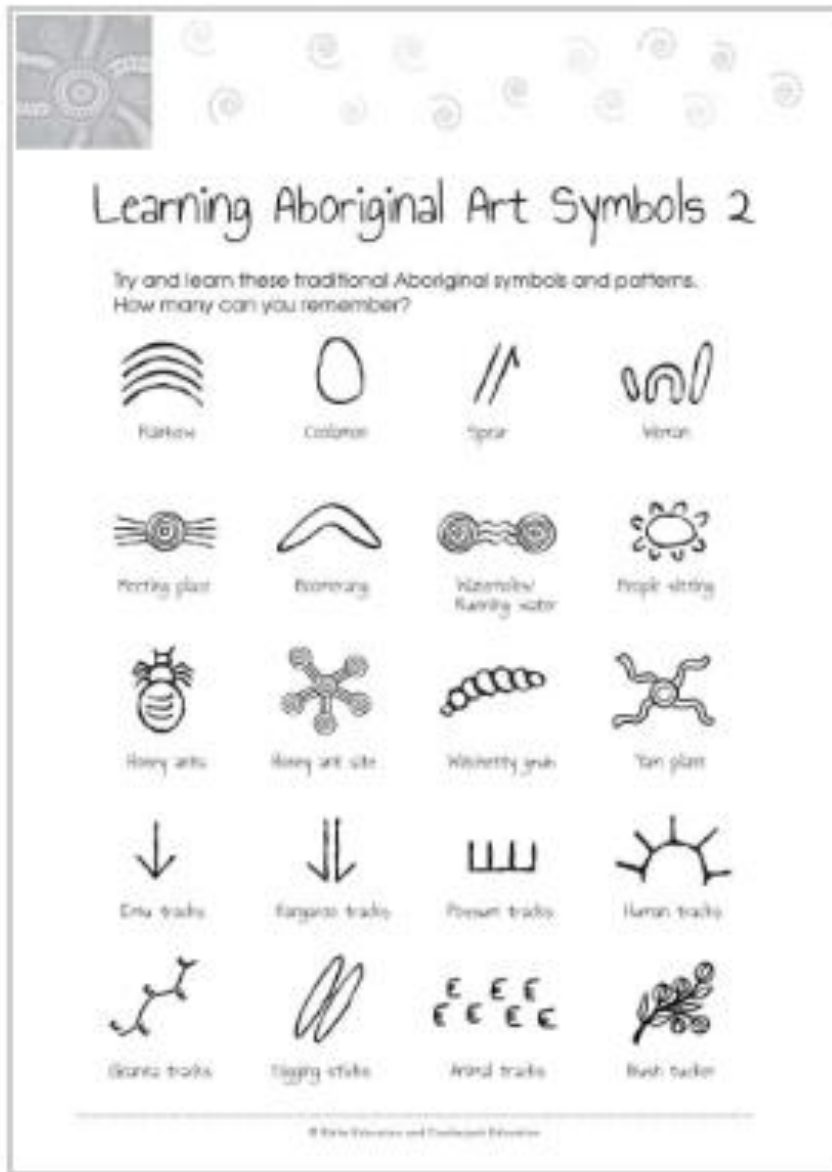 Learning Aboriginal Art Symbols 2
Try and learn these traditional Aboriginal symbols and patterns.
How many can you remember?
Rainbow Coolamon Spear Woman
Meeting place Boomerang Waterholes/ People sitting
Running water
Honey ants Honey ant site Witchetty grub Yam plant
Emu tracks Kangaroo tracks Possum tracks Human tracks
Goanna tracks Digging sticks Animal tracks Bush tucker